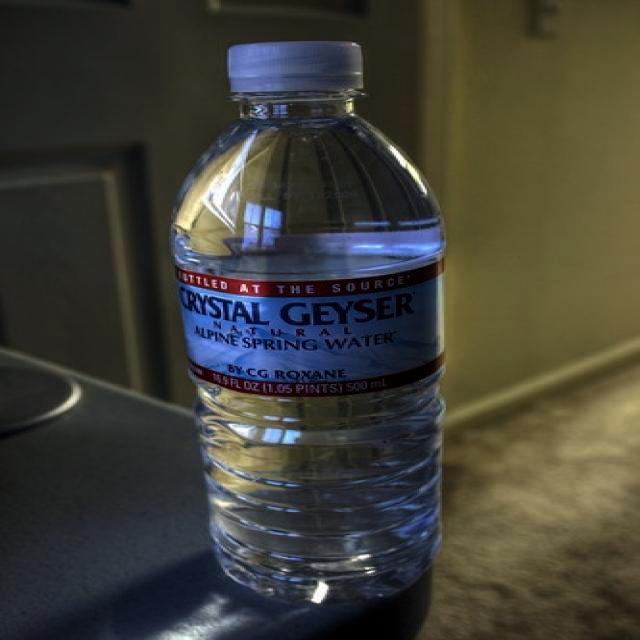 BOTTLED AT THE SOURCE
CRYSTAL GEYSER
NATURAL
ALPINE SPRING WATER
BY CG ROXANE
16.9 FL OZ (1.05 PINTS) 500 mL